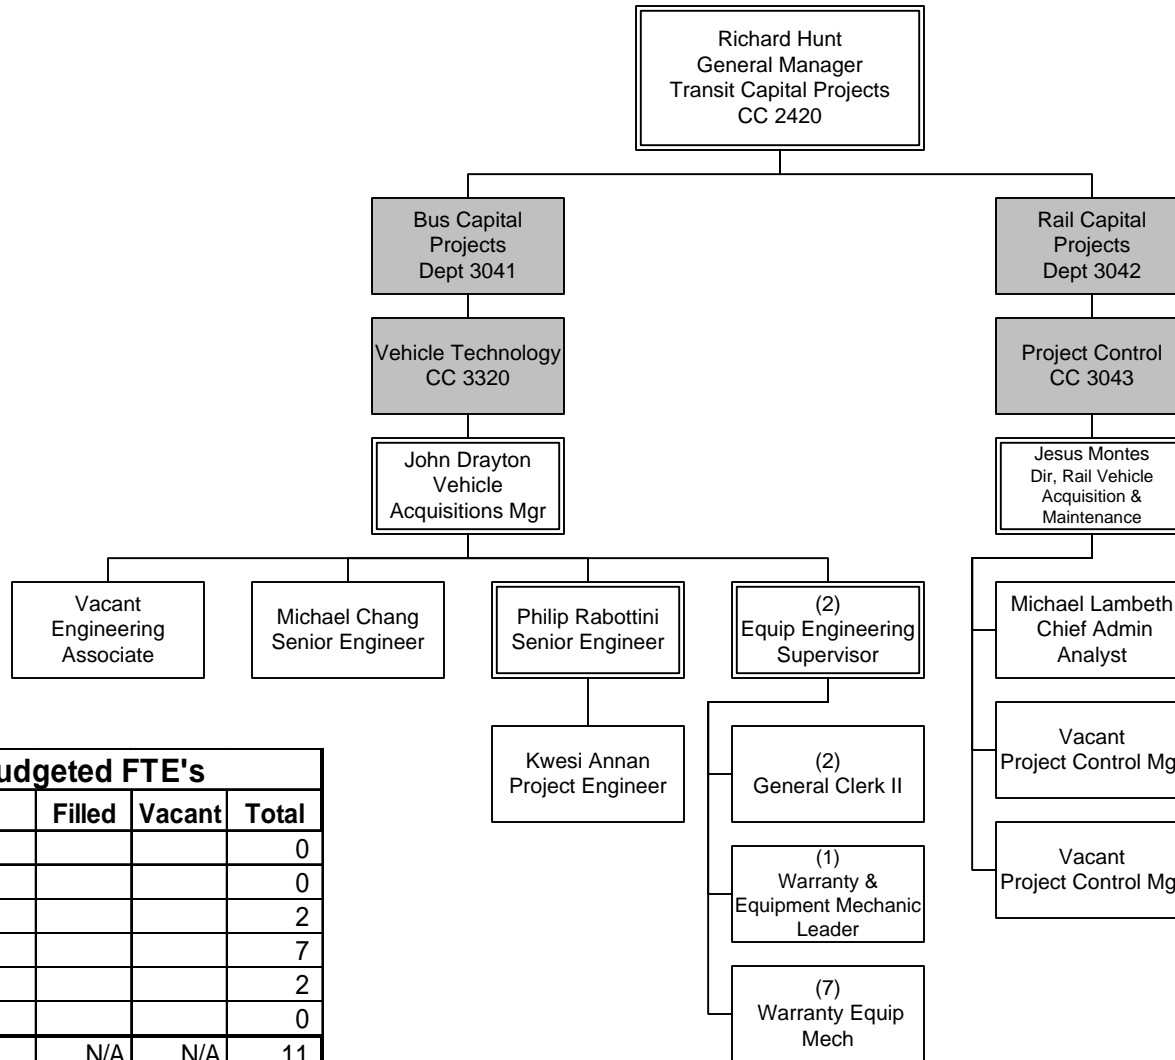 Richard Hunt
General Manager
Transit Capital Projects
CC 2420
Bus Capital
Projects
Dept 3041
Rail Capital
Projects
Dept 3042
Vehicle Technology
CC 3320
Project Control
CC 3043
John Drayton
Vehicle
Acquisitions Mgr
Jesus Montes
Dir, Rail Vehicle
Acquisition &
Maintenance
Vacant
Engineering
Associate
Michael Chang
Senior Engineer
Philip Rabottini
Senior Engineer
(2)
Equip Engineering
Supervisor
Michael Lambeth
Chief Admin
Analyst
Kwesi Annan
Project Engineer
(2)
General Clerk II
Vacant
Project Control Mg
(1)
Warranty &
Equipment Mechanic
Leader
Vacant
Project Control Mg
(7)
Warranty Equip
Mech
udgeted FTE's
Filled Vacant Total
0
0
2
7
2
0
N/A N/A 11